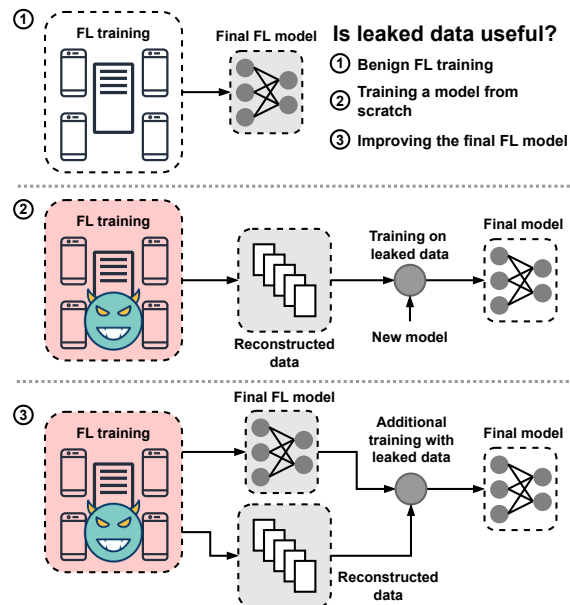 1
FL training
Final FL model
Is leaked data useful?
1 Benign FL training
2 Training a model from
scratch
3 Improving the final FL model
2
FL training
Reconstructed
data
Training on
leaked data
New model
Final model
3
FL training
Final FL model
Reconstructed
data
Additional
training with
leaked data
Final model